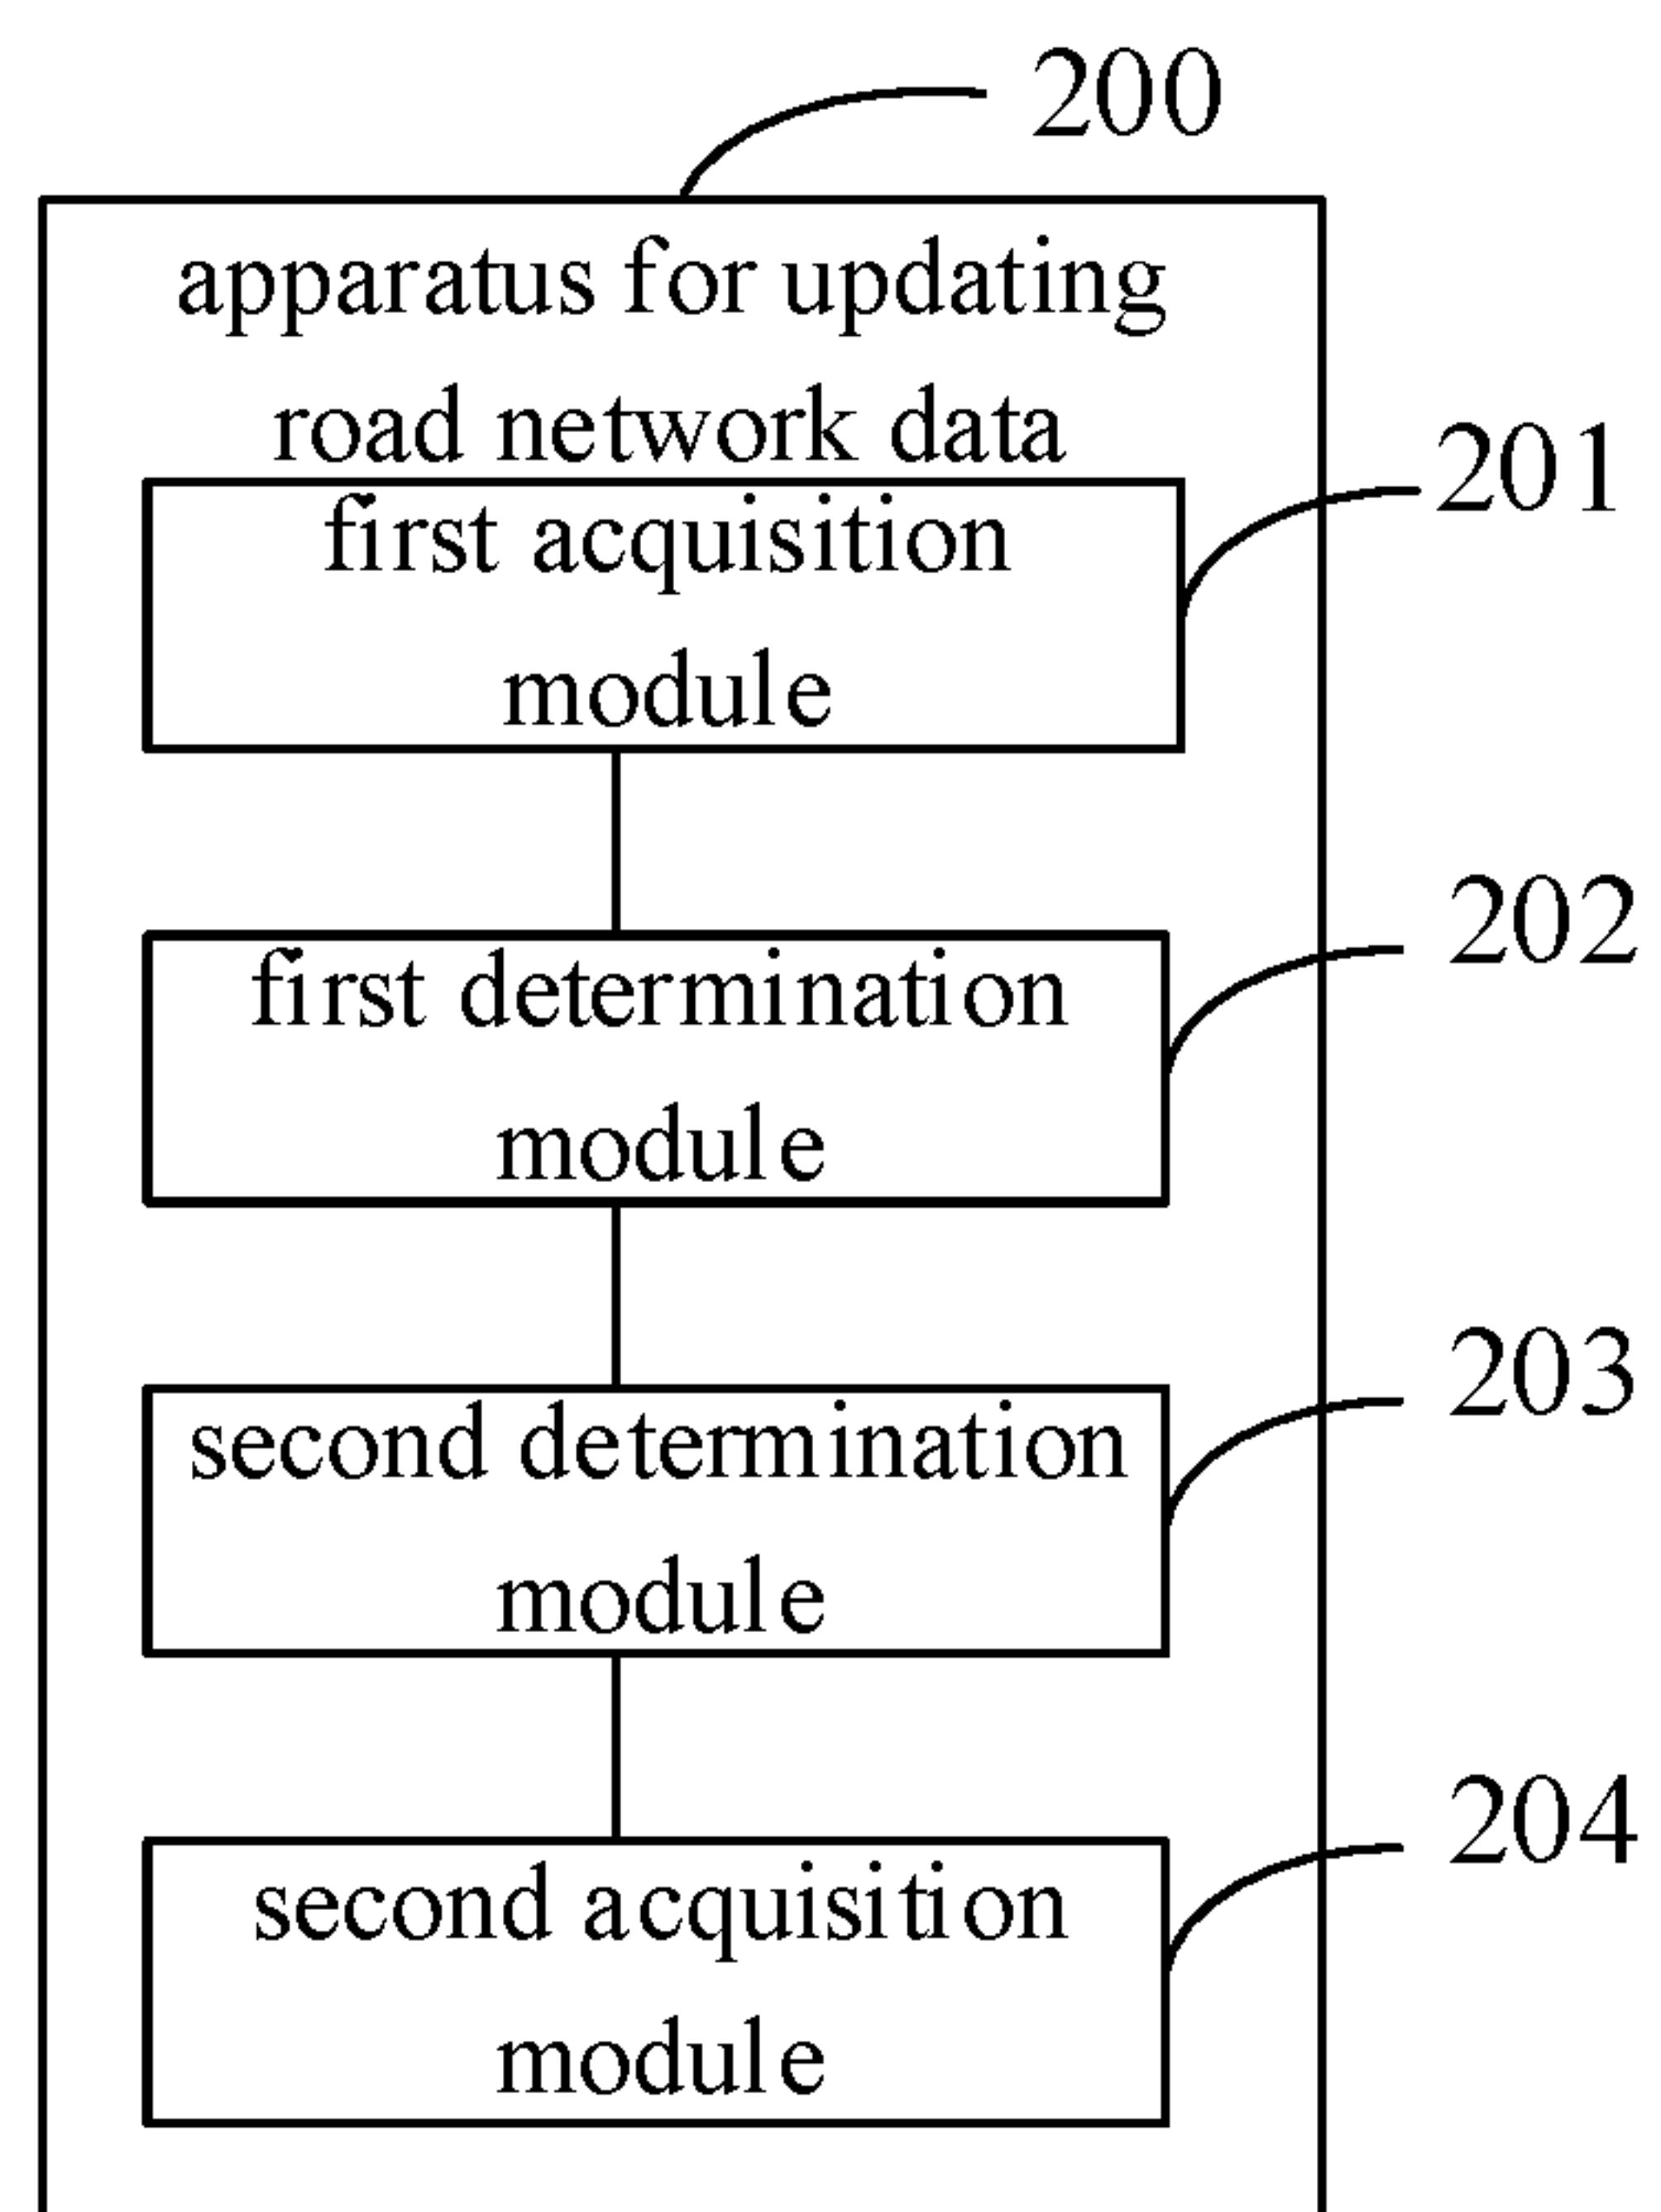 200
apparatus for updating
road network data
201
first acquisition
module
202
first determination
module
203
second determination
module
204
second acquisition
module